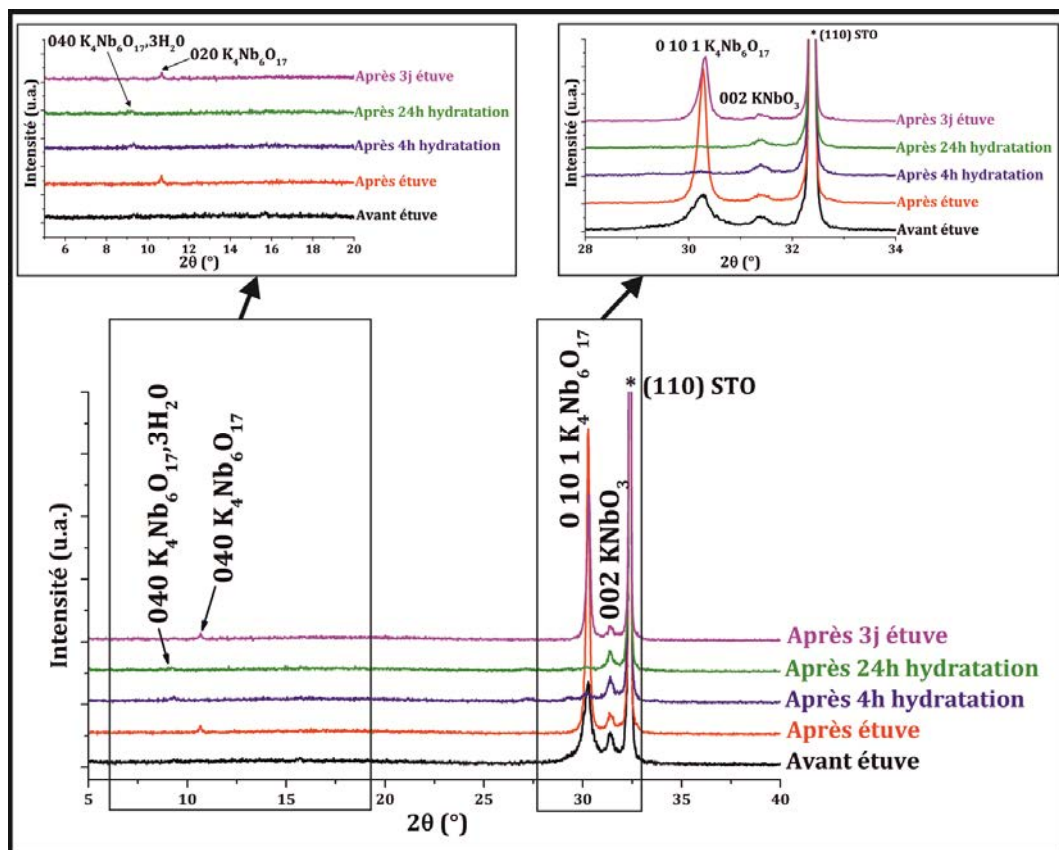 040 K₄Nb₆O₁₇,3H₂0
020 K₄Nb₆O₁₇
Après 3j étuve
Après 24h hydratation
Après 4h hydratation
Après étuve
Avant étuve
Intensité (u.a.)
6 8 10 12 14 16 18 20
2θ (°)
* (110) STO
0 10 1 K₄Nb₆O₁₇
002 KNbO₃
Après 3j étuve
Après 24h hydratation
Après 4h hydratation
Après étuve
Avant étuve
Intensité (u.a.)
28 30 32 34
2θ (°)
040 K₄Nb₆O₁₇,3H₂0
040 K₄Nb₆O₁₇
0 10 1 K₄Nb₆O₁₇
002 KNbO₃
* (110) STO
Intensité (u.a.)
Après 3j étuve
Après 24h hydratation
Après 4h hydratation
Après étuve
Avant étuve
5 10 15 20 25 30 35 40
2θ (°)